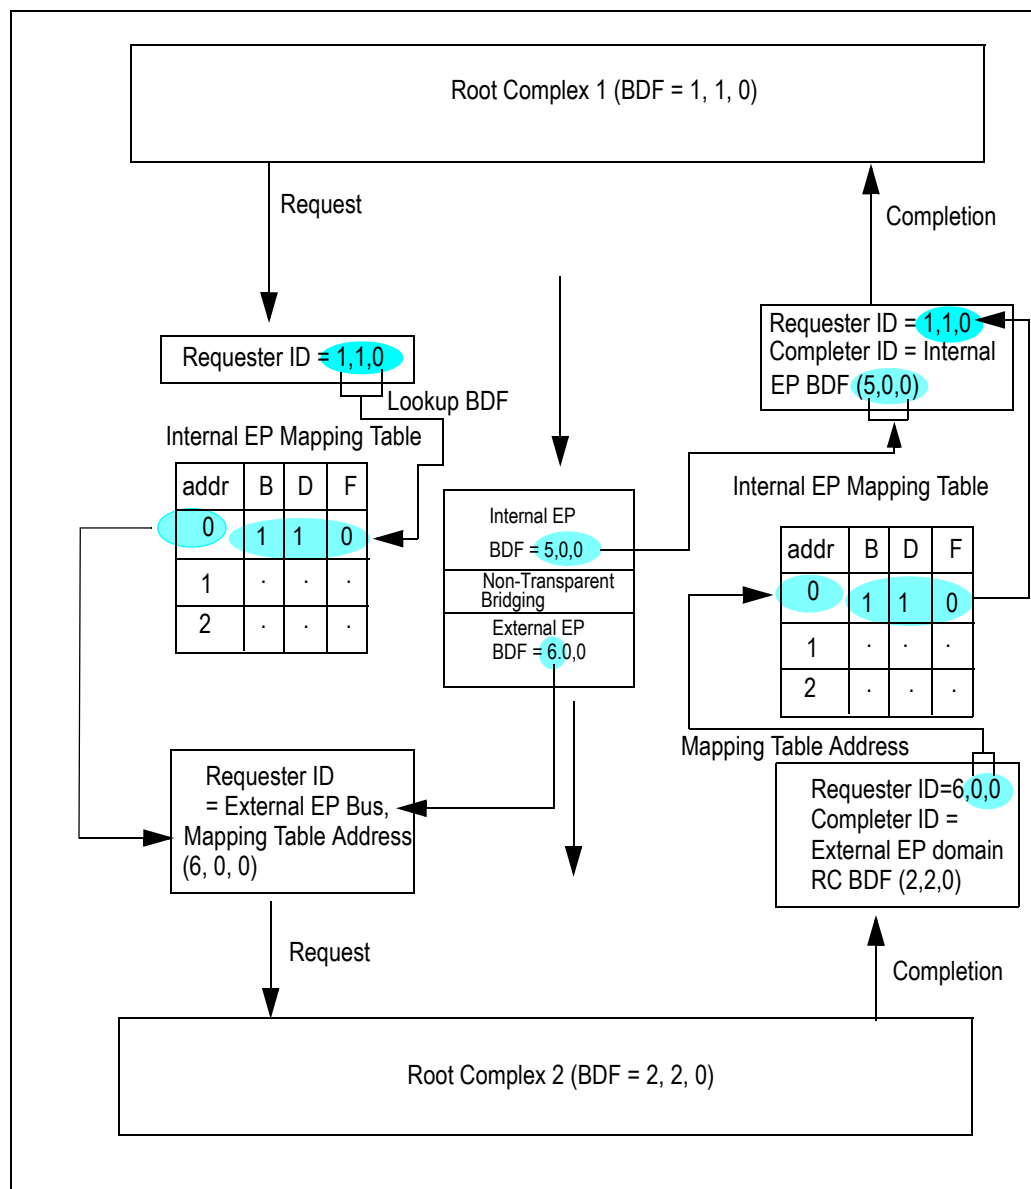 Root Complex 1 (BDF = 1, 1, 0)
Request
Completion
Requester ID = 1,1,0
Lookup BDF
Internal EP Mapping Table
addr B D F
0 1 1 0
1 . . .
2 . . .
Internal EP
BDF = 5,0,0
Non-Transparent
Bridging
External EP
BDF = 6.0,0
Requester ID = 1,1,0
Completer ID = Internal
EP BDF (5,0,0)
Internal EP Mapping Table
addr B D F
0 1 1 0
1 . . .
2 . . .
Mapping Table Address
Requester ID
= External EP Bus,
Mapping Table Address
(6, 0, 0)
Requester ID=6,0,0
Completer ID =
External EP domain
RC BDF (2,2,0)
Request
Completion
Root Complex 2 (BDF = 2, 2, 0)